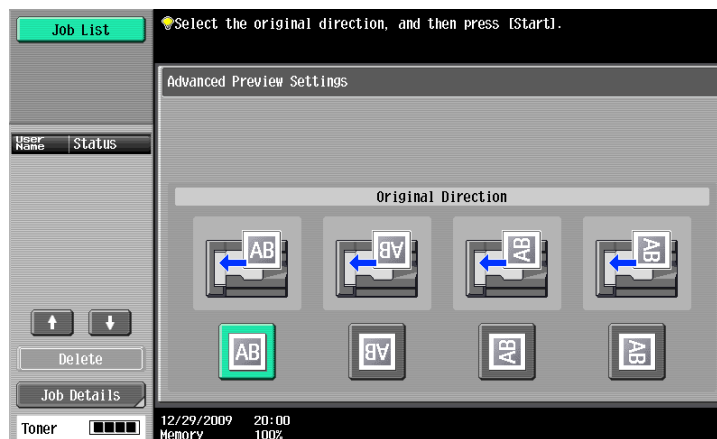 Job List
Select the original direction, and then press [Start].
Advanced Preview Settings
User Name
Status
Original Direction
AB
AB
AB
AB
AB
AB
AB
AB
Delete
Job Details
Toner
12/29/2009 20:00
Memory 100%